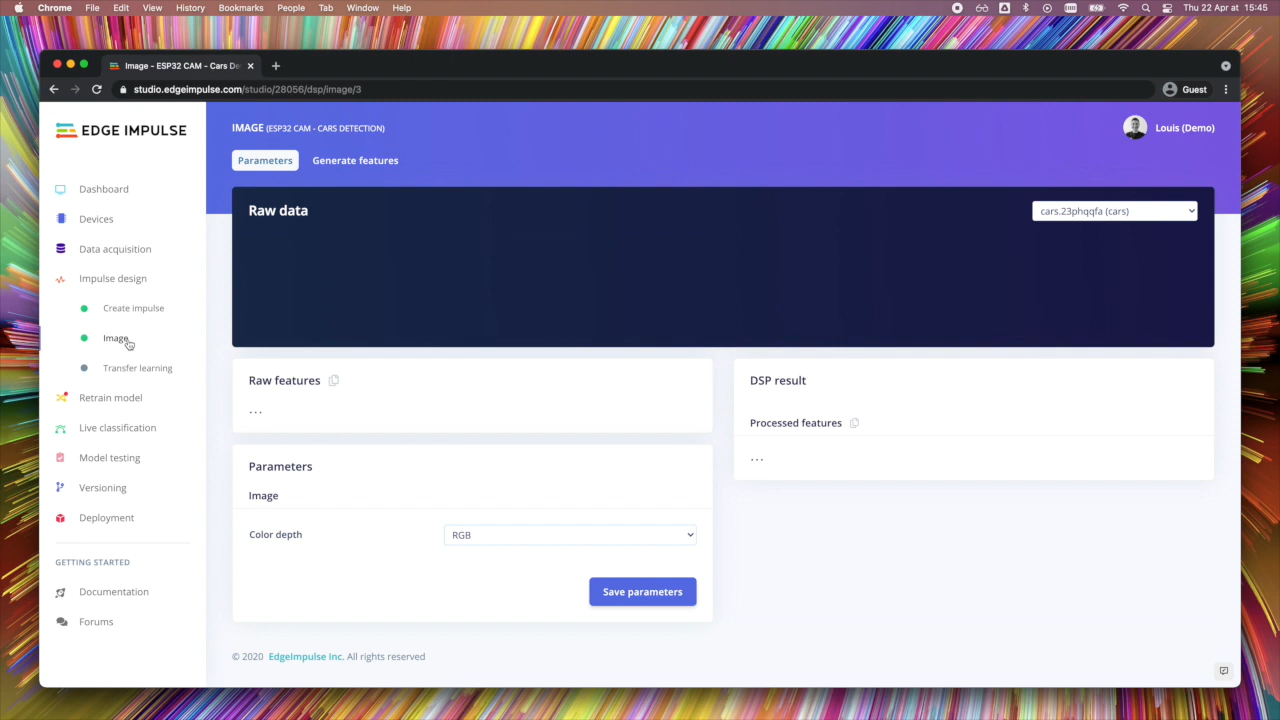 Chrome File Edit View History Bookmarks People Tab Window Help
Thu 22 Apr at 15:45
Image - ESP32 CAM - Cars De
studio.edgeimpulse.com/studio/28056/dsp/image/3
Guest
EDGE IMPULSE
Dashboard
Devices
Data acquisition
Impulse design
Create impulse
Image
Transfer learning
Retrain model
Live classification
Model testing
Versioning
Deployment
GETTING STARTED
Documentation
Forums
IMAGE (ESP32 CAM - CARS DETECTION)
Louis (Demo)
Parameters Generate features
Raw data
cars.23phqqfa (cars)
Raw features
...
DSP result
Processed features
...
Parameters
Image
Color depth RGB
Save parameters
© 2020 EdgeImpulse Inc. All rights reserved